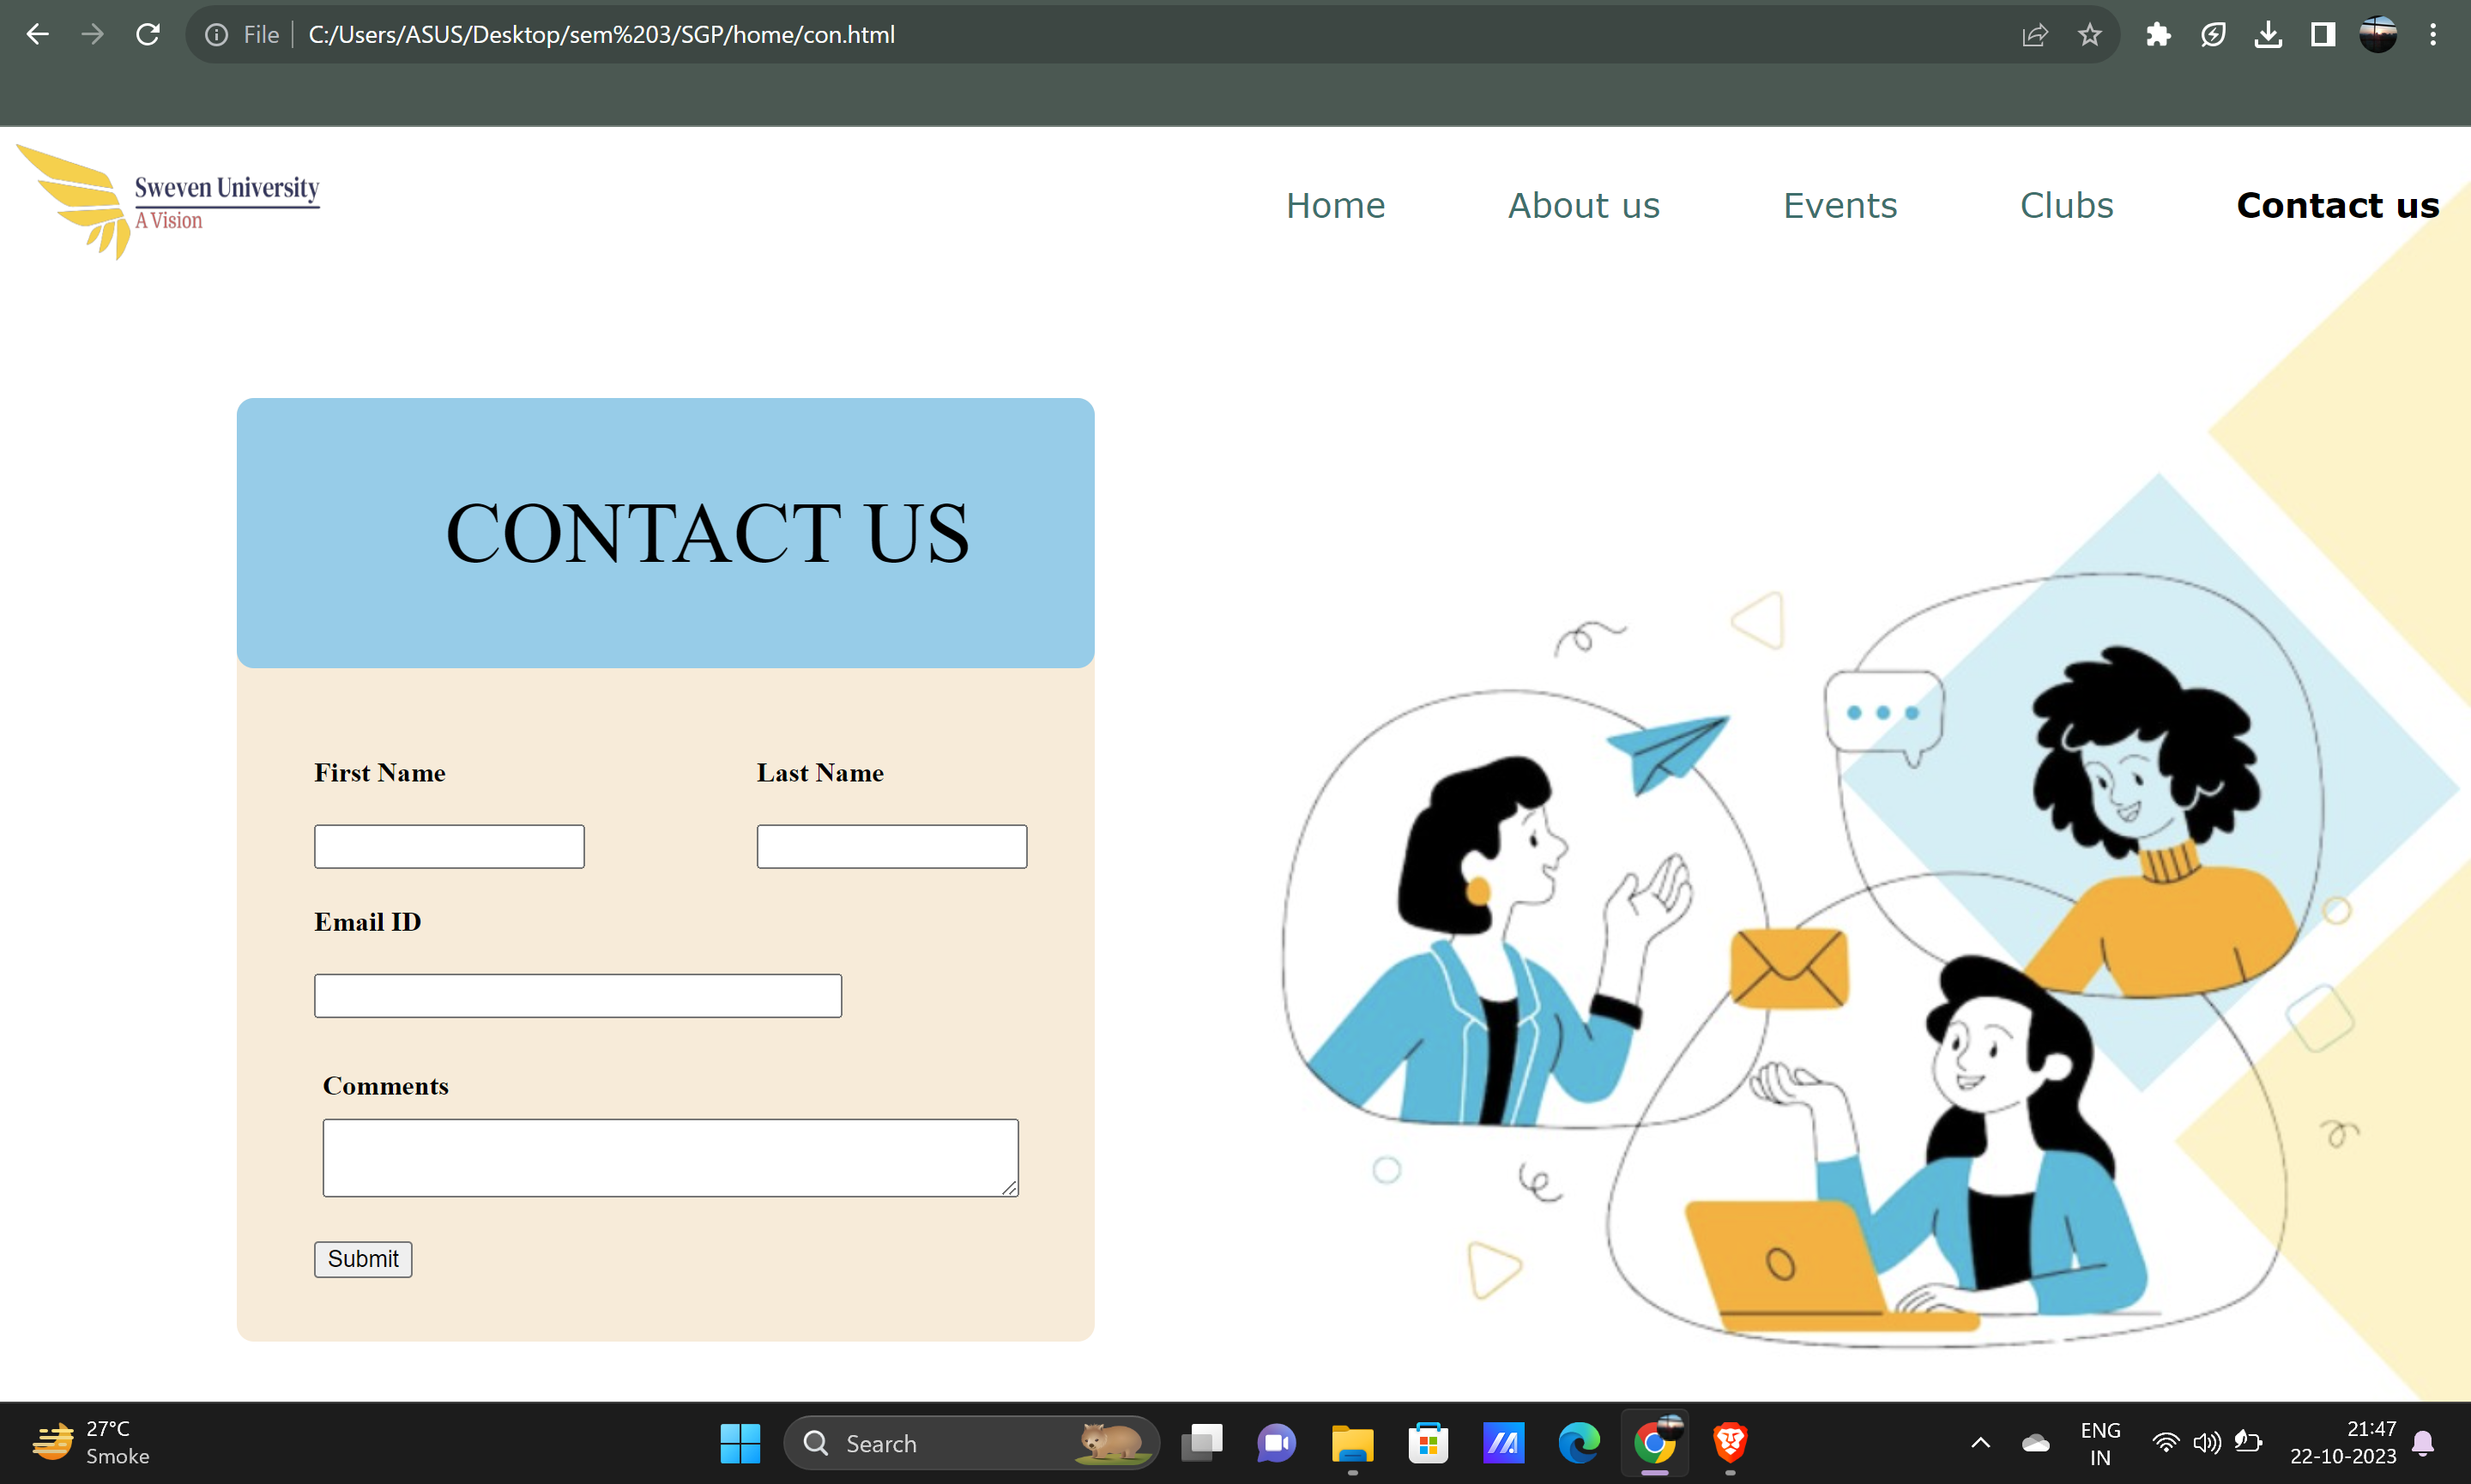 File C:/Users/ASUS/Desktop/sem%203/SGP/home/con.html
Sweven University
A Vision
Home About us Events Clubs Contact us
CONTACT US
First Name Last Name
Email ID
Comments
Submit
27°C
Smoke
Search
ENG
IN
21:47
22-10-2023